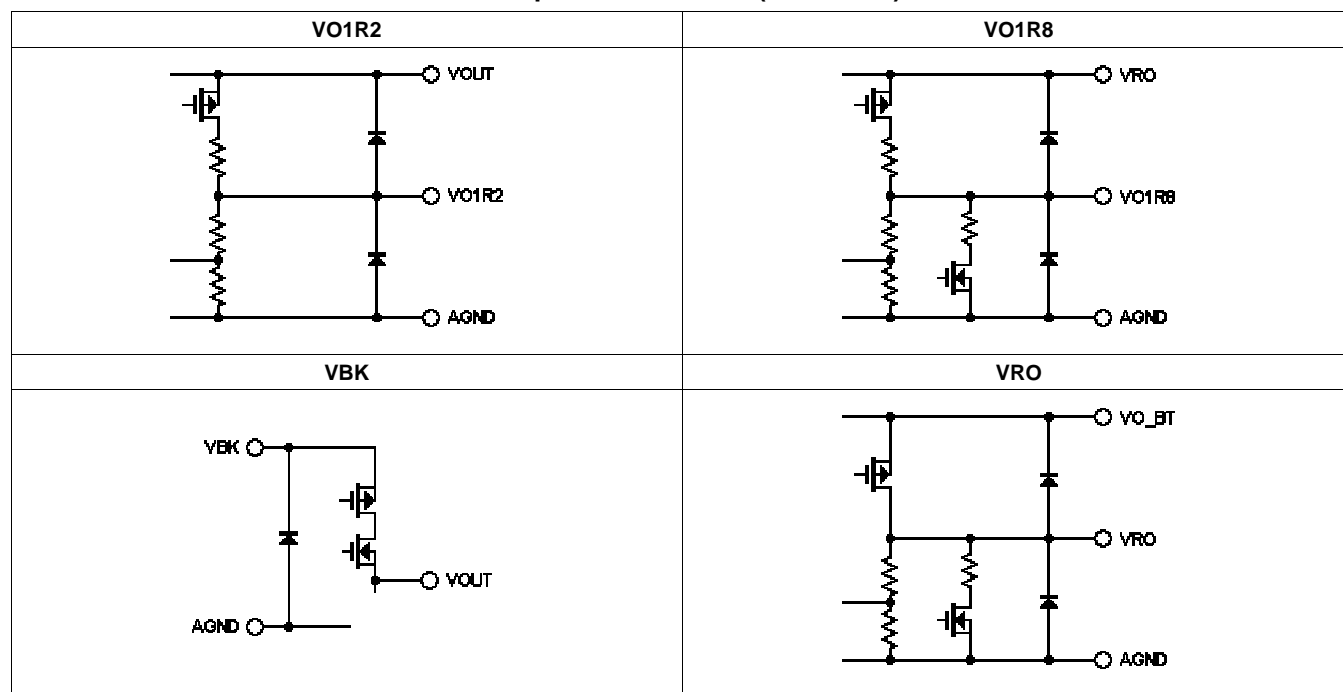 VO1R2
VO1R8
VOUT
VO1R2
AGND
VRO
VO1R8
AGND
VBK
VRO
VBK
VOUT
AGND
VO_BT
VRO
AGND